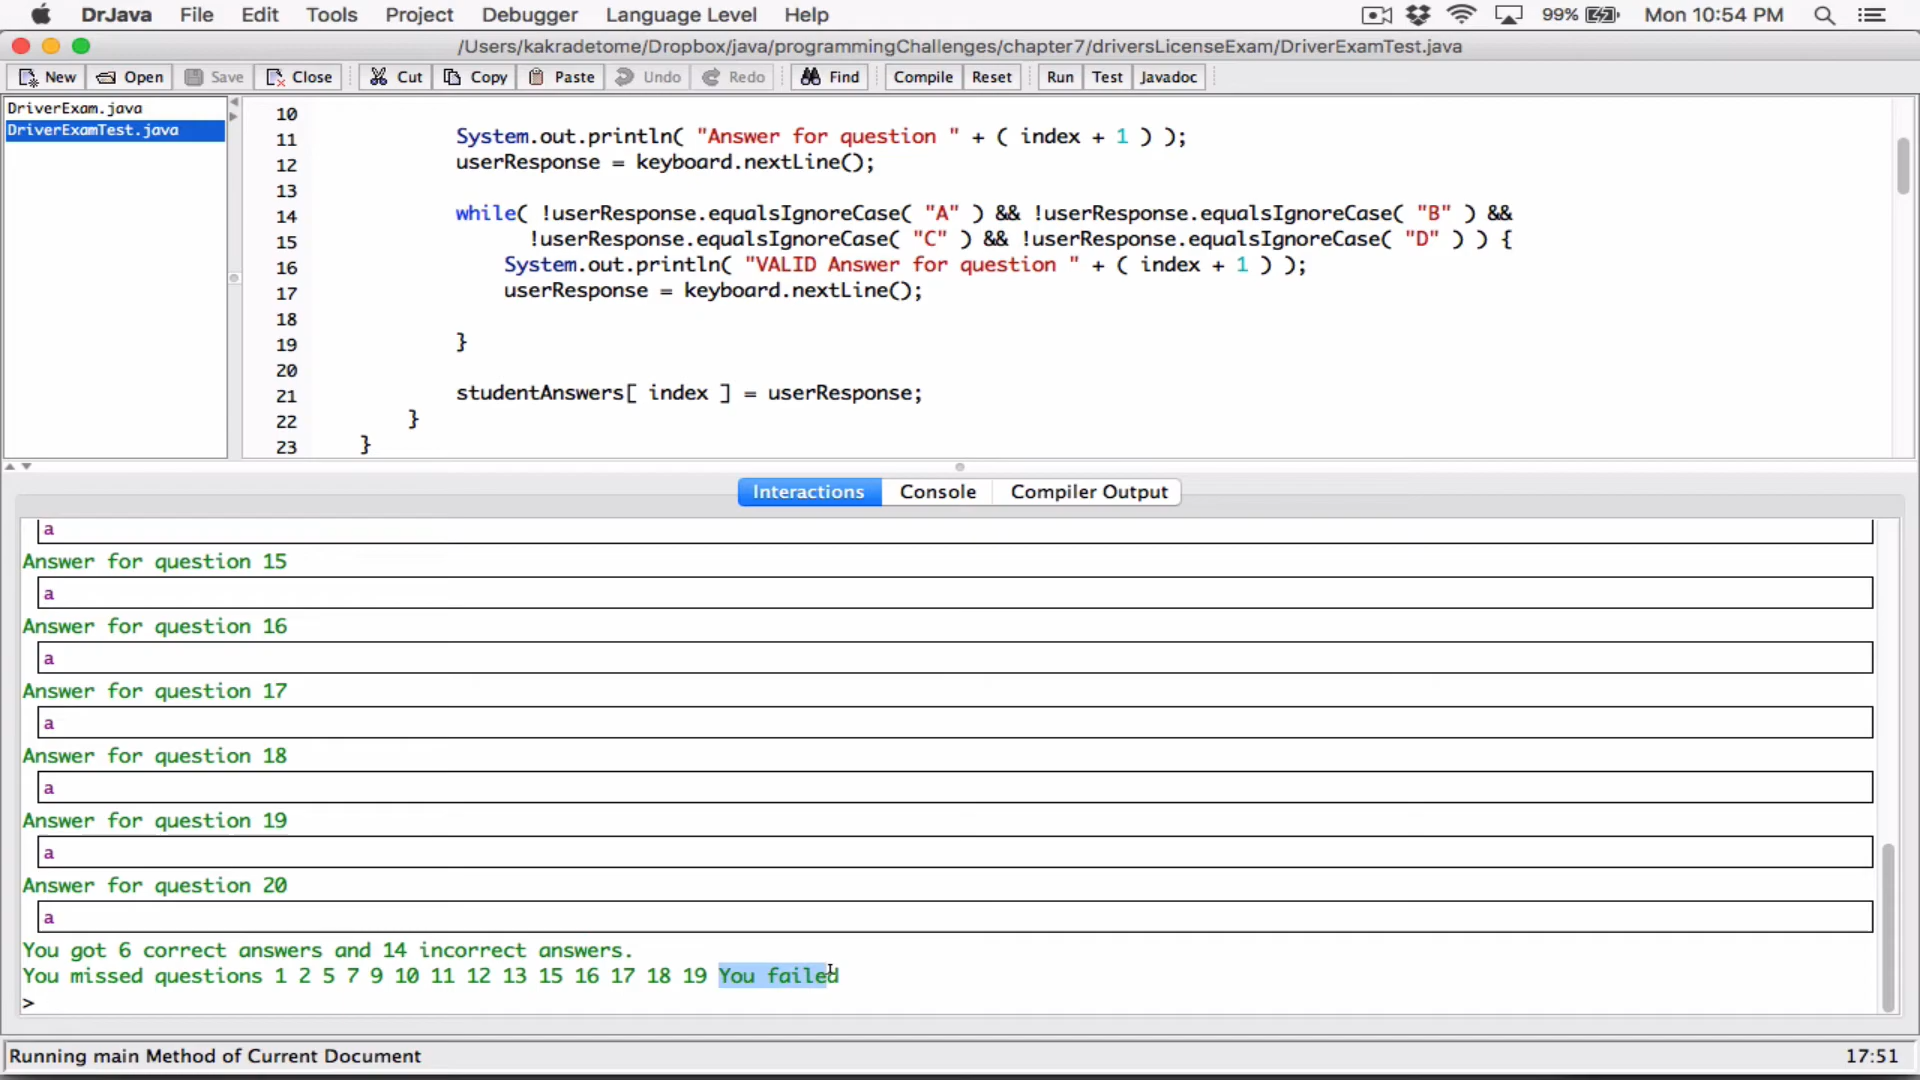 DrJava File Edit Tools Project Debugger Language Level Help 99% Mon 10:54 PM
/Users/kakradetome/Dropbox/java/programmingChallenges/chapter7/driversLicenseExam/DriverExamTest.java
New Open Save Close Cut Copy Paste Undo Redo Find Compile Reset Run Test Javadoc
DriverExam.java
DriverExamTest.java
10
11 System.out.println( "Answer for question " + ( index + 1 ) );
12 userResponse = keyboard.nextLine();
13
14 while( !userResponse.equalsIgnoreCase( "A" ) && !userResponse.equalsIgnoreCase( "B" ) &&
15 !userResponse.equalsIgnoreCase( "C" ) && !userResponse.equalsIgnoreCase( "D" ) ) {
16 System.out.println( "VALID Answer for question " + ( index + 1 ) );
17 userResponse = keyboard.nextLine();
18
19 }
20
21 studentAnswers[ index ] = userResponse;
22 }
23 }
Interactions Console Compiler Output
a
Answer for question 15
a
Answer for question 16
a
Answer for question 17
a
Answer for question 18
a
Answer for question 19
a
Answer for question 20
a
You got 6 correct answers and 14 incorrect answers.
You missed questions 1 2 5 7 9 10 11 12 13 15 16 17 18 19 You failed
>
Running main Method of Current Document 17:51